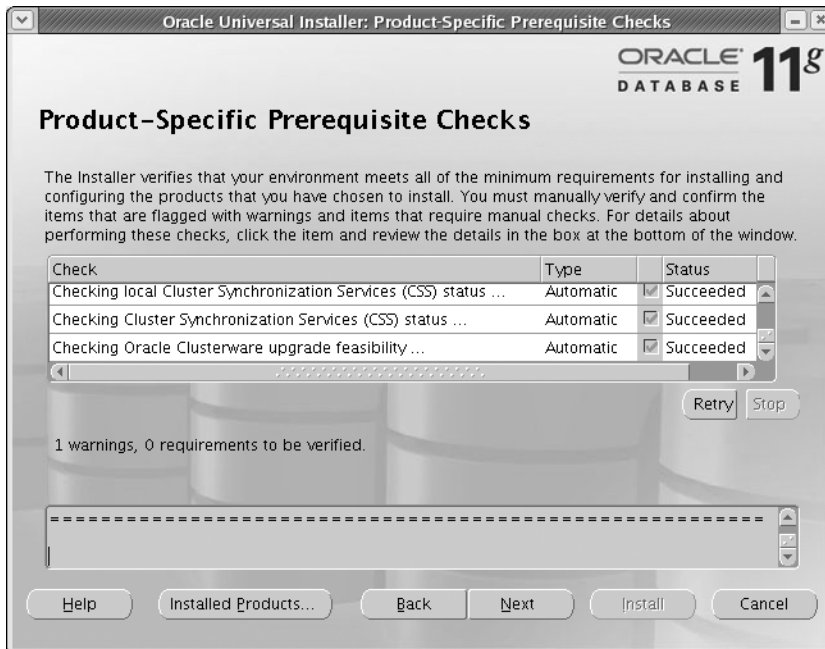 Oracle Universal Installer: Product-Specific Prerequisite Checks
ORACLE 11g
DATABASE
Product-Specific Prerequisite Checks
The Installer verifies that your environment meets all of the minimum requirements for installing and
configuring the products that you have chosen to install. You must manually verify and confirm the
items that are flagged with warnings and items that require manual checks. For details about
performing these checks, click the item and review the details in the box at the bottom of the window.
Check Type Status
Checking local Cluster Synchronization Services (CSS) status ... Automatic Succeeded
Checking Cluster Synchronization Services (CSS) status ... Automatic Succeeded
Checking Oracle Clusterware upgrade feasibility ... Automatic Succeeded
Retry Stop
1 warnings, 0 requirements to be verified.
========================================================
Help Installed Products... Back Next Install Cancel